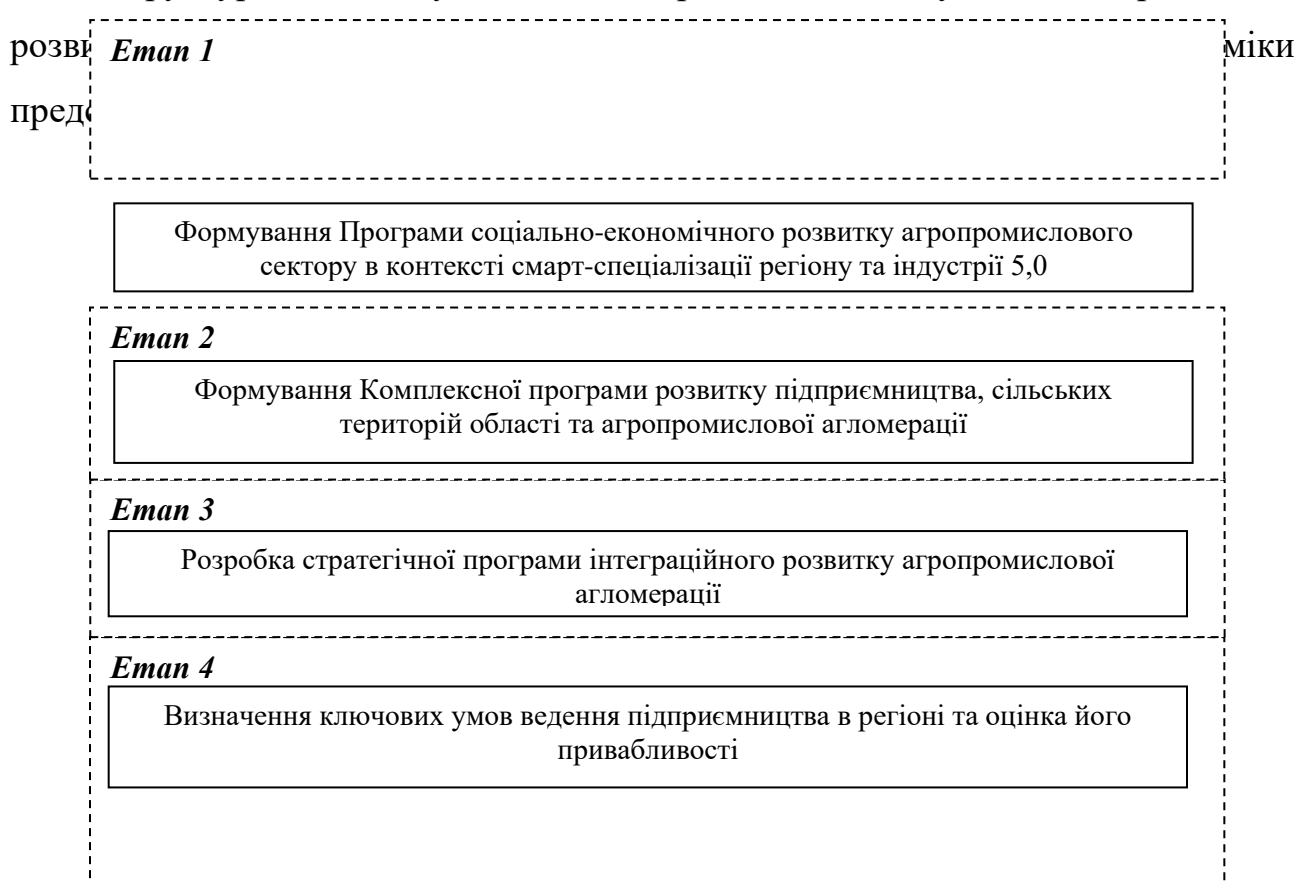 Етап 1
міки
Формування Програми соціально-економічного розвитку агропромислового
сектору в контексті смарт-спеціалізації регіону та індустрії 5,0
Етап 2
Формування Комплексної програми розвитку підприємництва, сільських
територій області та агропромислової агломерації
Етап 3
Розробка стратегічної програми інтеграційного розвитку агропромислової
агломерації
Етап 4
Визначення ключових умов ведення підприємництва в регіоні та оцінка його
привабливості